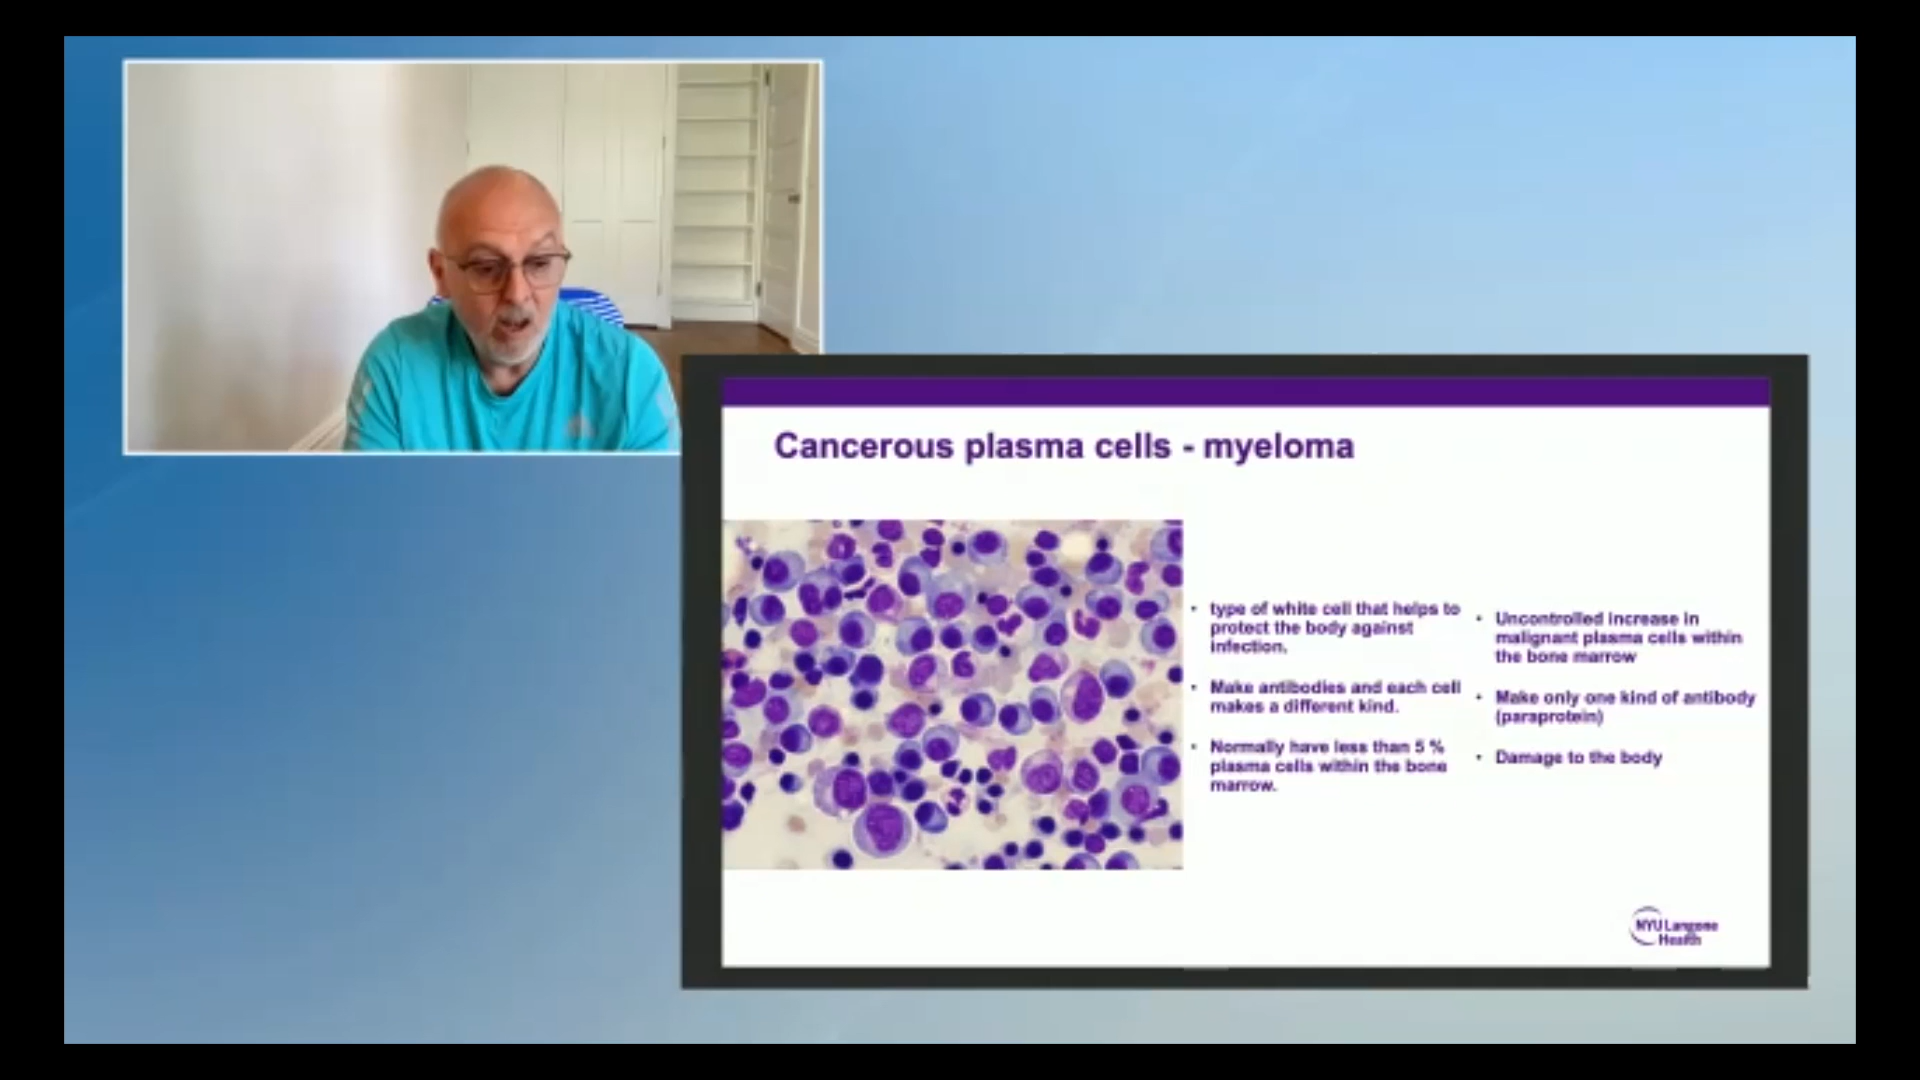 Cancerous plasma cells - myeloma
• type of white cell that helps to
protect the body against
infection.
• Make antibodies and each cell
makes a different kind.
• Normally have less than 5 %
plasma cells within the bone
marrow.
• Uncontrolled increase in
malignant plasma cells within
the bone marrow
• Make only one kind of antibody
(paraprotein)
• Damage to the body
NYU Langone
Health